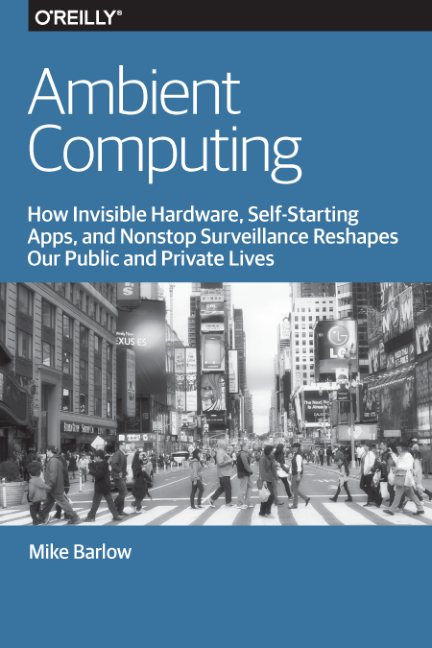 O'REILLY®
Ambient
Computing
How Invisible Hardware, Self-Starting
Apps, and Nonstop Surveillance Reshapes
Our Public and Private Lives
LG
Mike Barlow